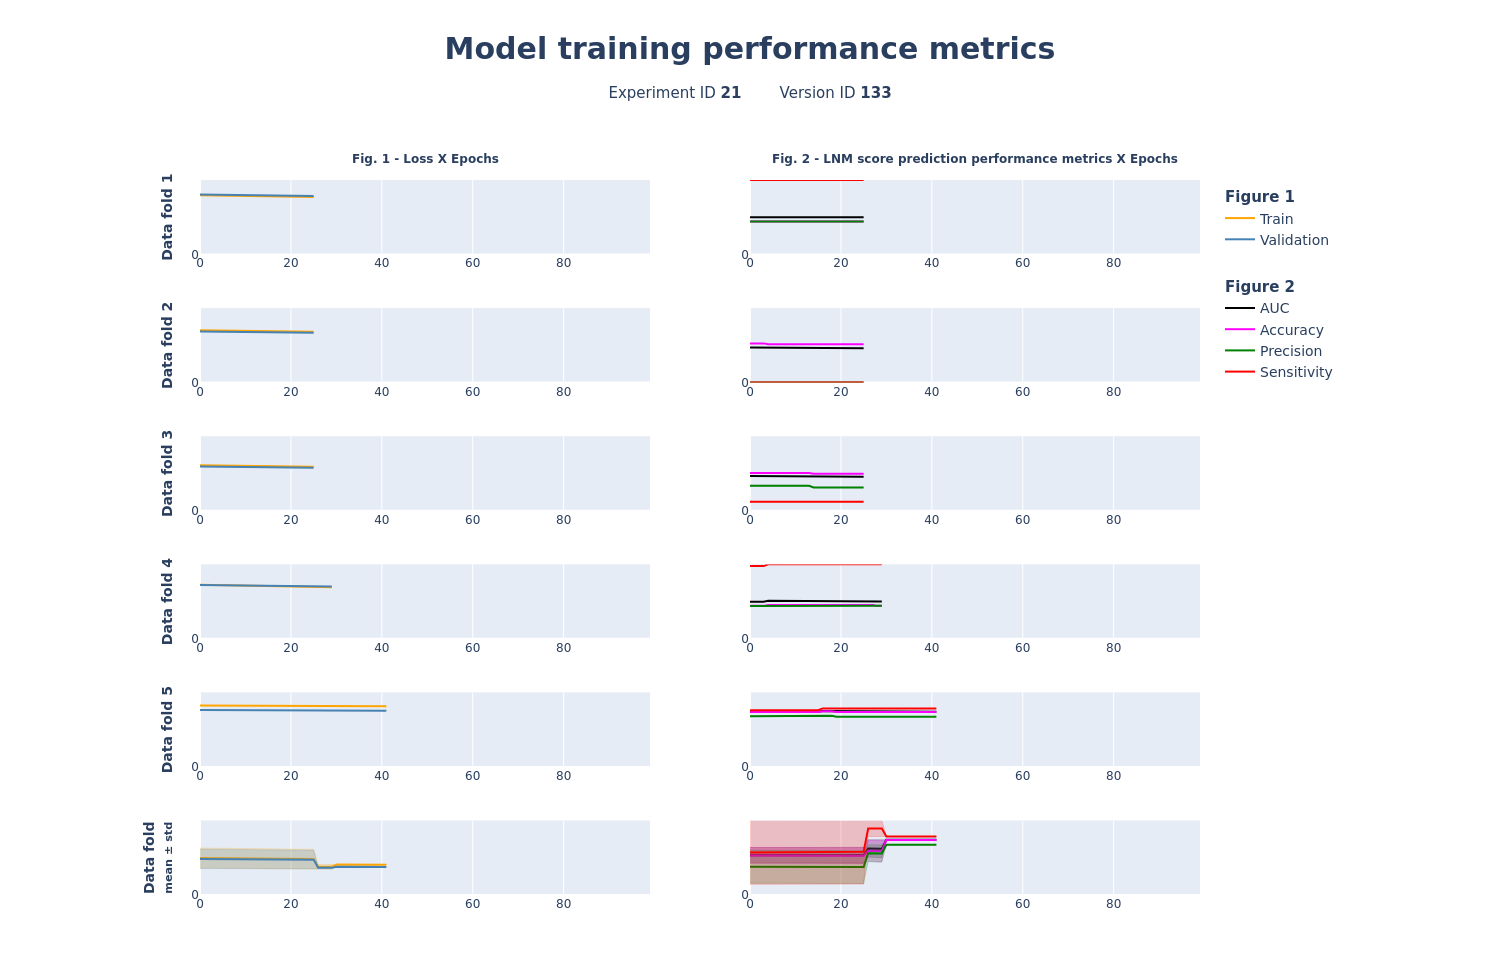 Model training performance metrics
Experiment ID 21 Version ID 133
Fig. 1 - Loss X Epochs
Fig. 2 - LNM score prediction performance metrics X Epochs
Data fold 1
0
0 20 40 60 80
0
0 20 40 60 80
Figure 1
Train
Validation
Figure 2
AUC
Accuracy
Precision
Sensitivity
Data fold 2
0
0 20 40 60 80
0
0 20 40 60 80
Data fold 3
0
0 20 40 60 80
0
0 20 40 60 80
Data fold 4
0
0 20 40 60 80
0
0 20 40 60 80
Data fold 5
0
0 20 40 60 80
0
0 20 40 60 80
Data fold
mean ± std
0
0 20 40 60 80
0
0 20 40 60 80